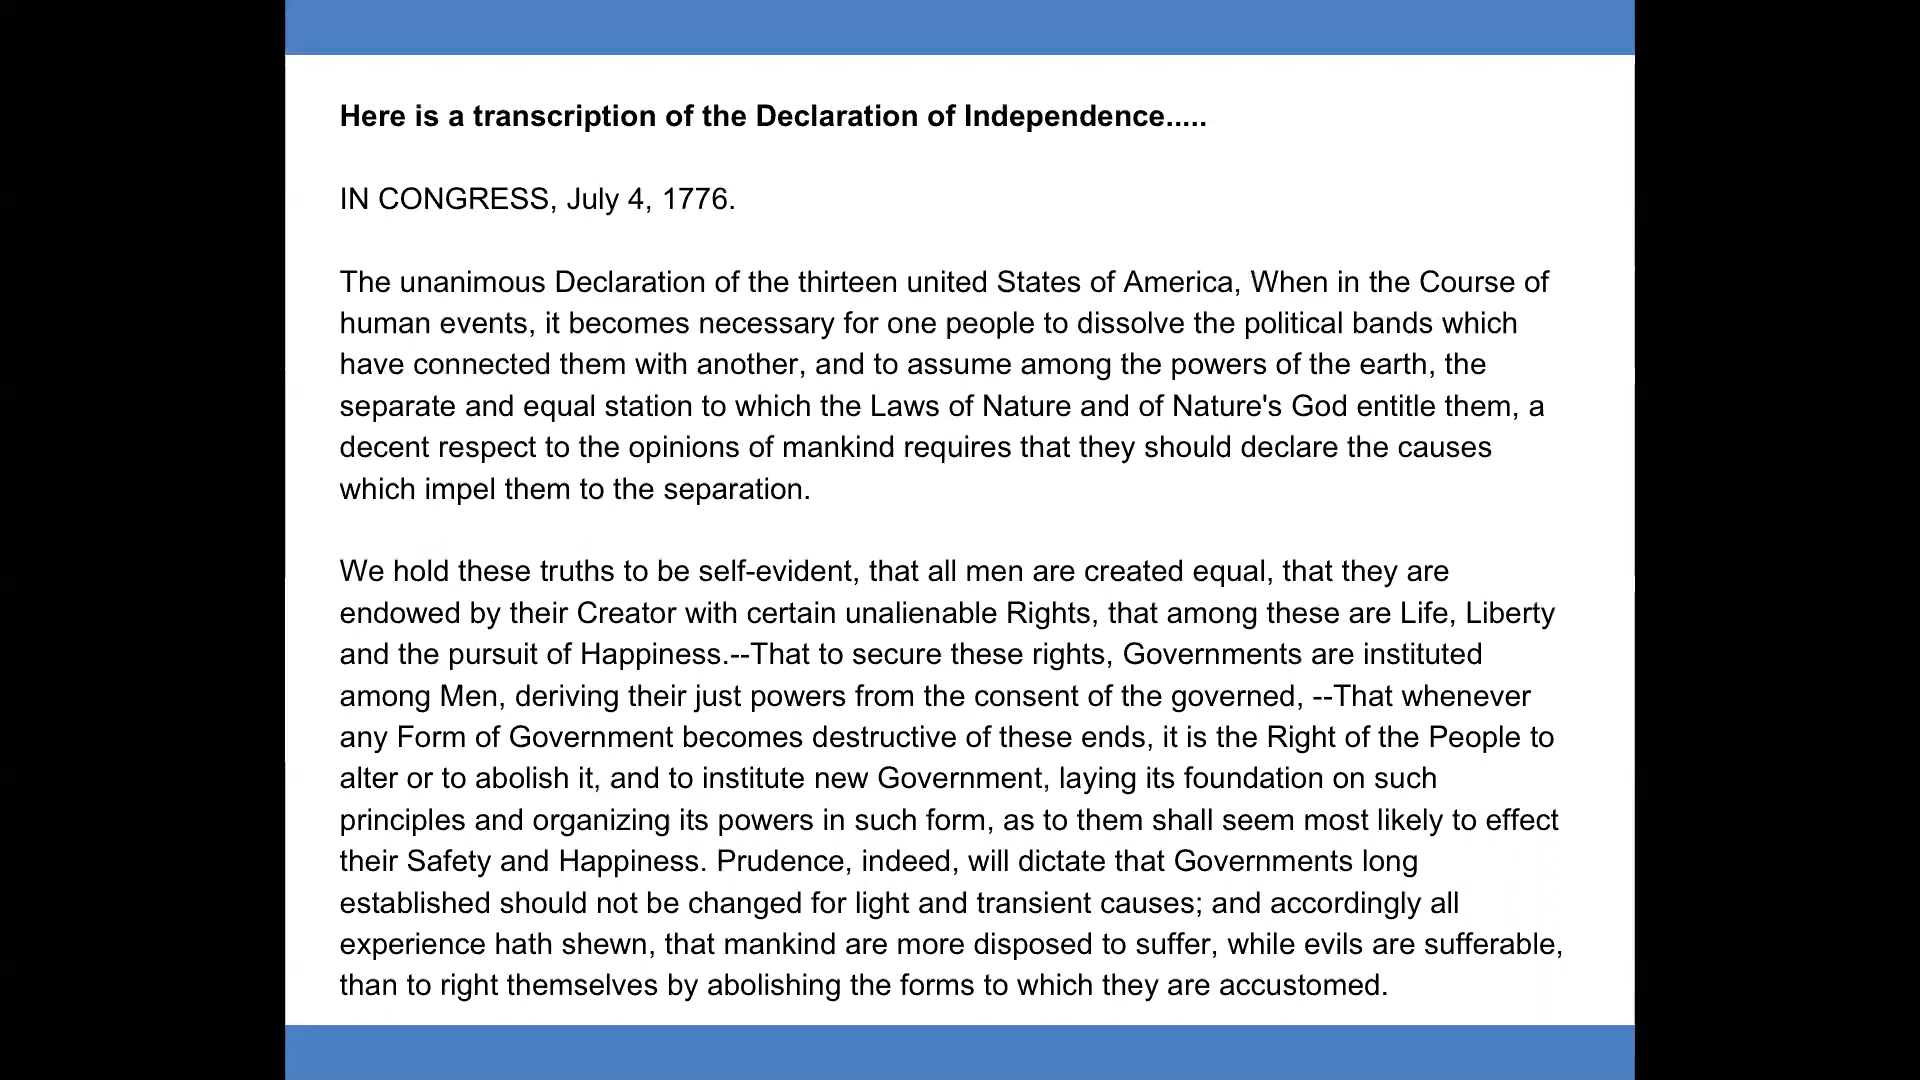 Here is a transcription of the Declaration of Independence.....
IN CONGRESS, July 4, 1776.
The unanimous Declaration of the thirteen united States of America, When in the Course of
human events, it becomes necessary for one people to dissolve the political bands which
have connected them with another, and to assume among the powers of the earth, the
separate and equal station to which the Laws of Nature and of Nature's God entitle them, a
decent respect to the opinions of mankind requires that they should declare the causes
which impel them to the separation.
We hold these truths to be self-evident, that all men are created equal, that they are
endowed by their Creator with certain unalienable Rights, that among these are Life, Liberty
and the pursuit of Happiness.--That to secure these rights, Governments are instituted
among Men, deriving their just powers from the consent of the governed, --That whenever
any Form of Government becomes destructive of these ends, it is the Right of the People to
alter or to abolish it, and to institute new Government, laying its foundation on such
principles and organizing its powers in such form, as to them shall seem most likely to effect
their Safety and Happiness. Prudence, indeed, will dictate that Governments long
established should not be changed for light and transient causes; and accordingly all
experience hath shewn, that mankind are more disposed to suffer, while evils are sufferable,
than to right themselves by abolishing the forms to which they are accustomed.